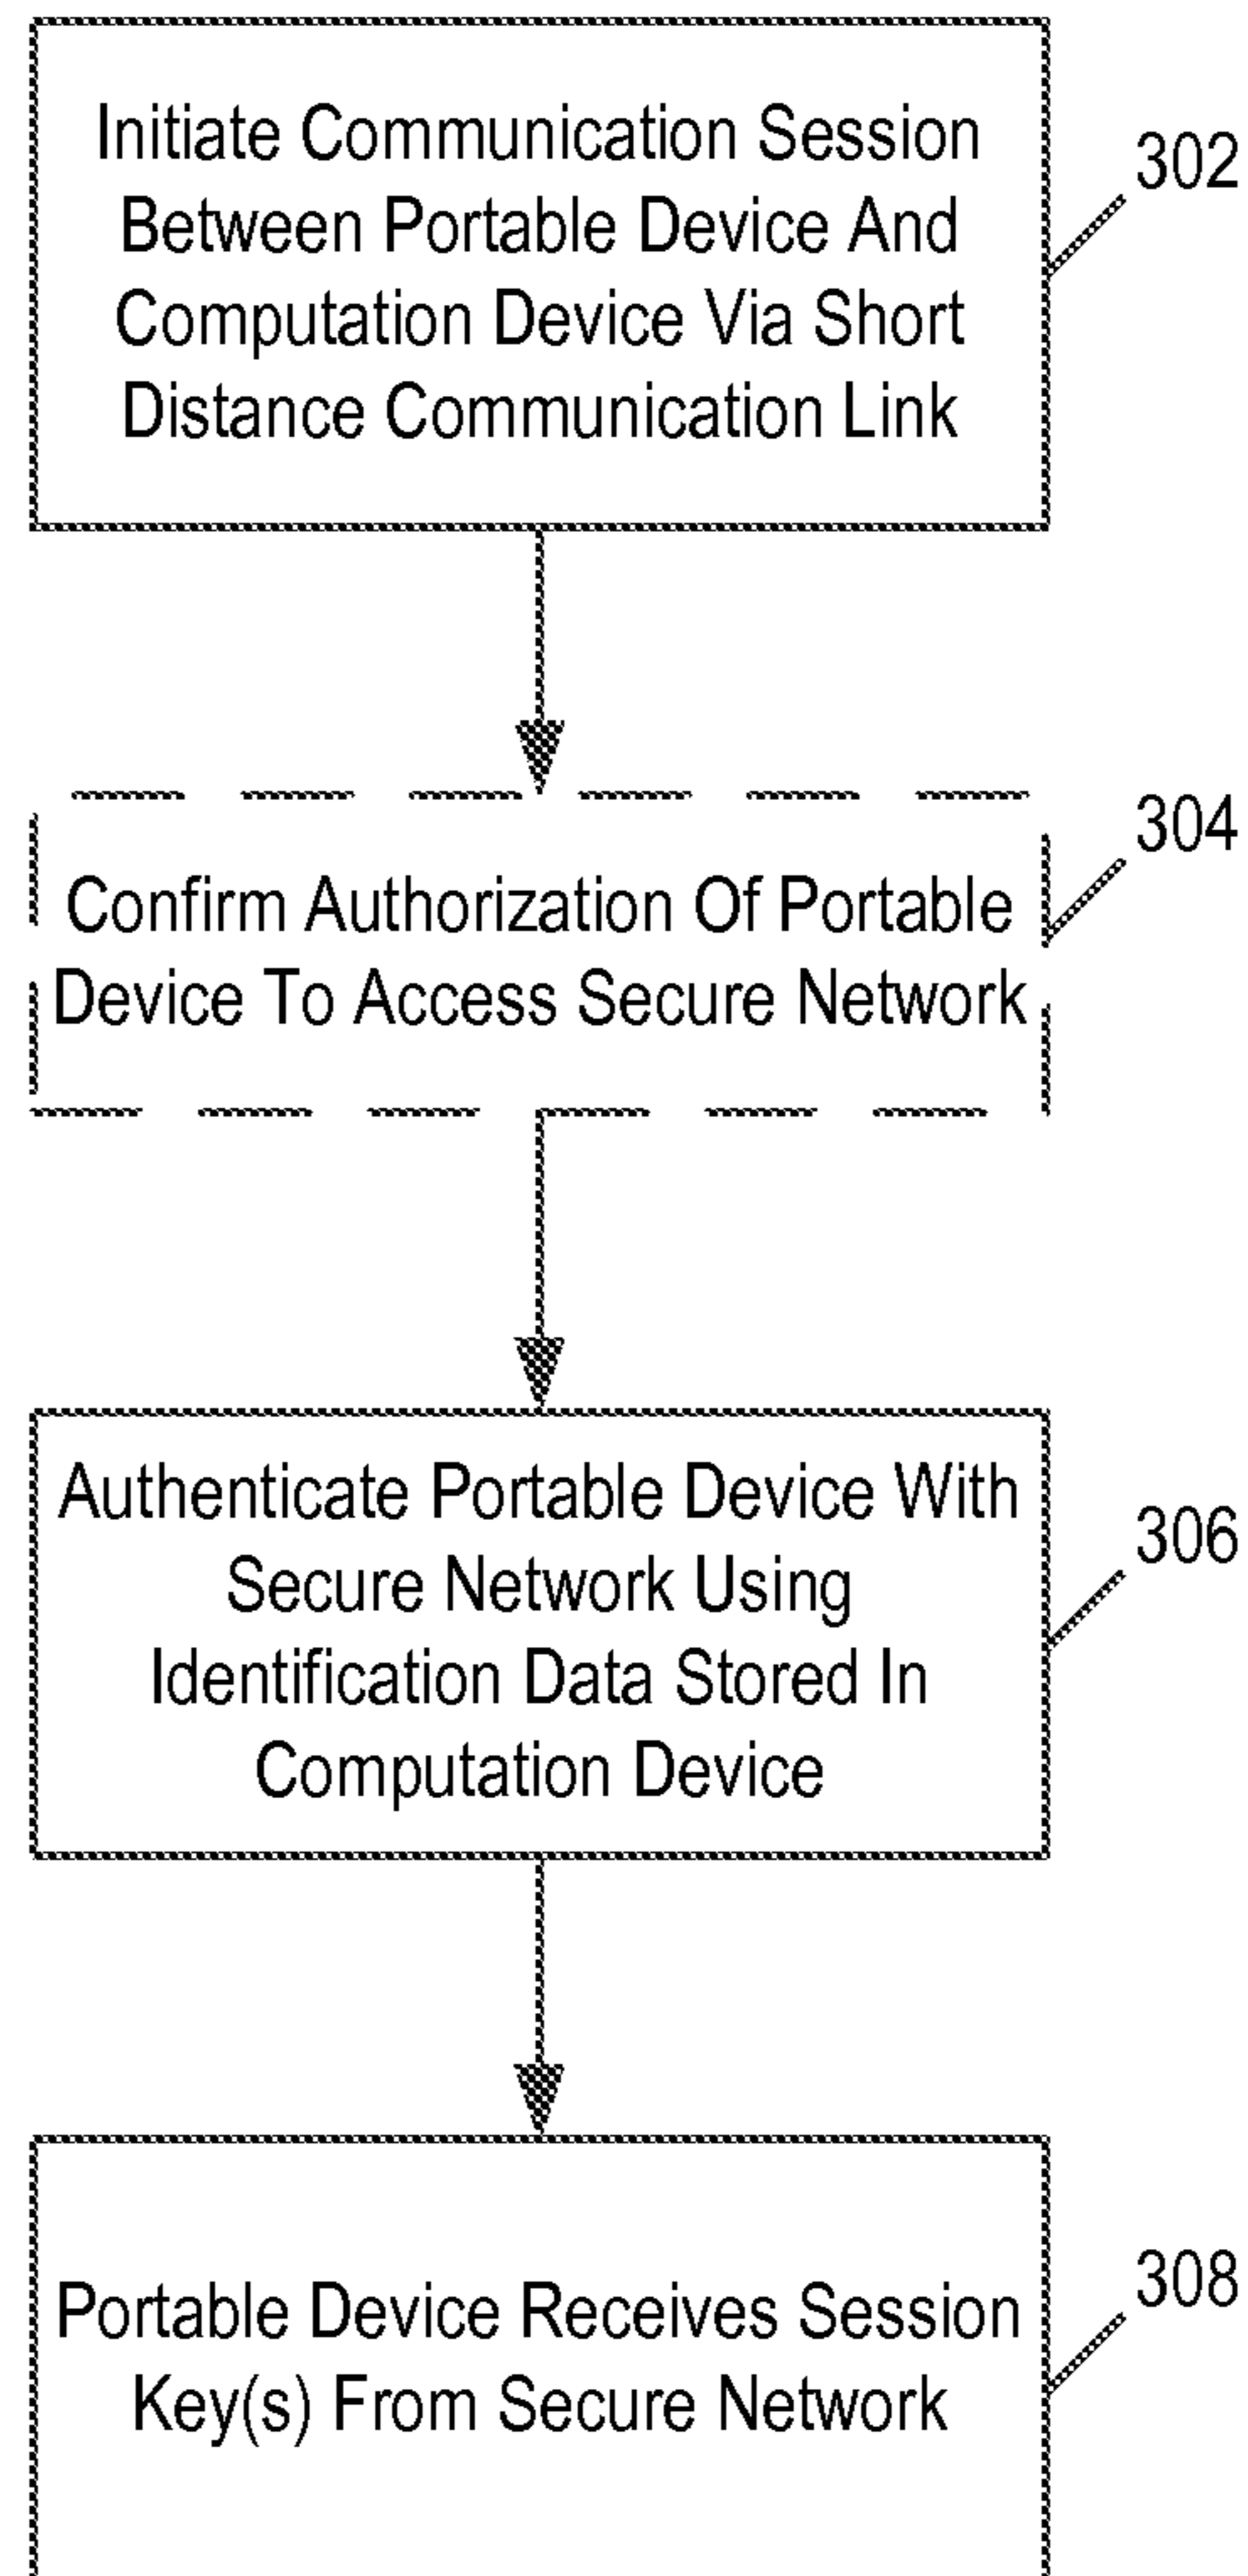 Initiate Communication Session
Between Portable Device And
Computation Device Via Short
Distance Communication Link
302
Confirm Authorization Of Portable
Device To Access Secure Network
304
Authenticate Portable Device With
Secure Network Using
Identification Data Stored In
Computation Device
306
Portable Device Receives Session
Key(s) From Secure Network
308